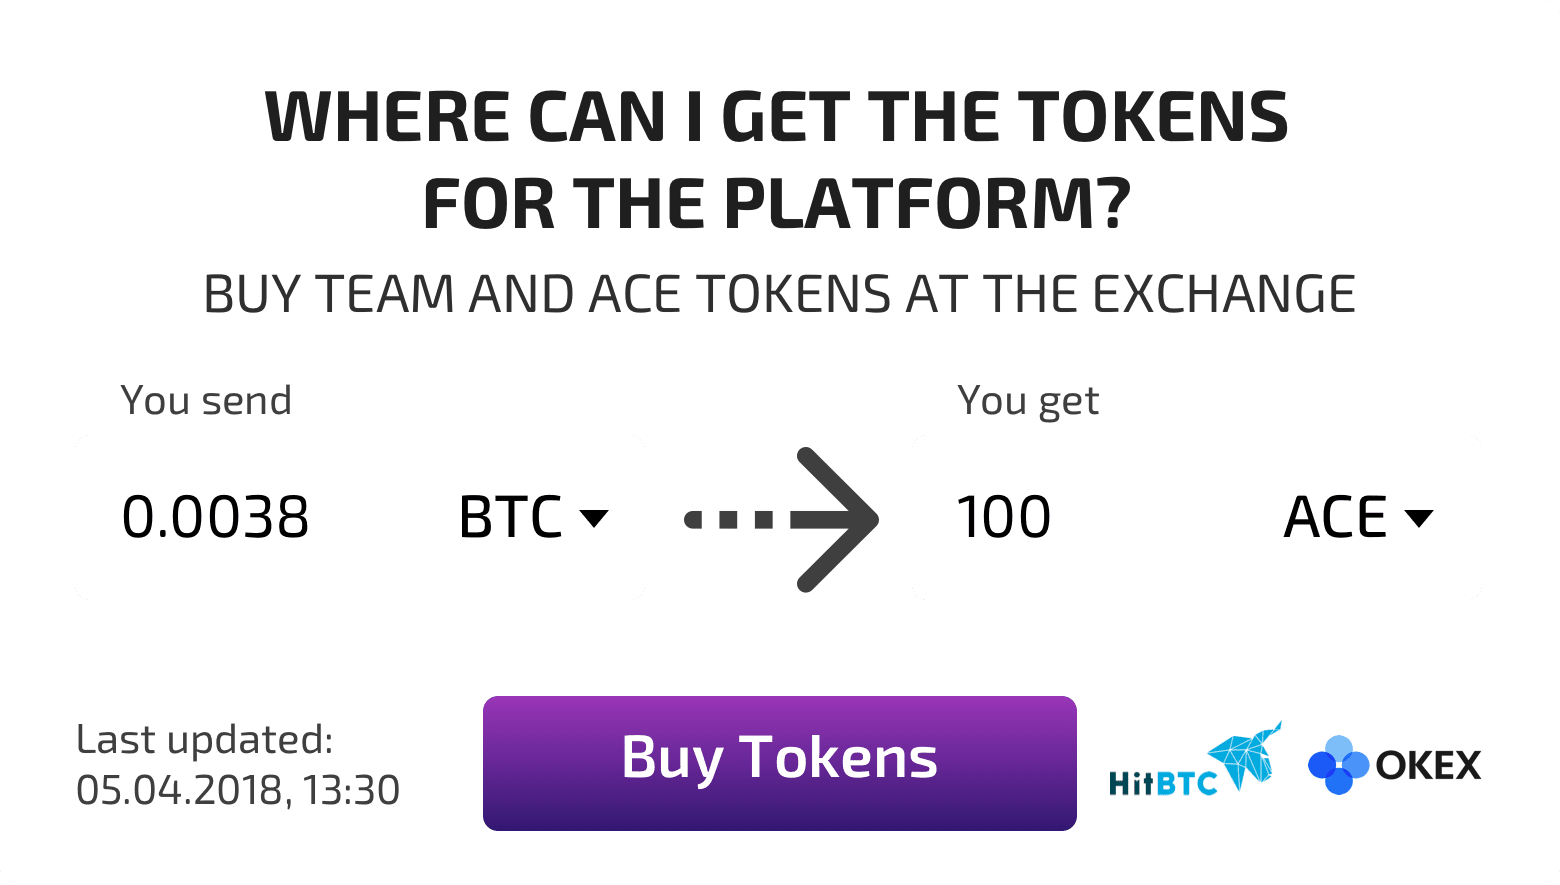 WHERE CAN I GET THE TOKENS
FOR THE PLATFORM?
BUY TEAM AND ACE TOKENS AT THE EXCHANGE
You send
You get
0.0038
BTC
100
ACE
Last updated:
05.04.2018, 13:30
Buy Tokens
HitBTC
OKEX